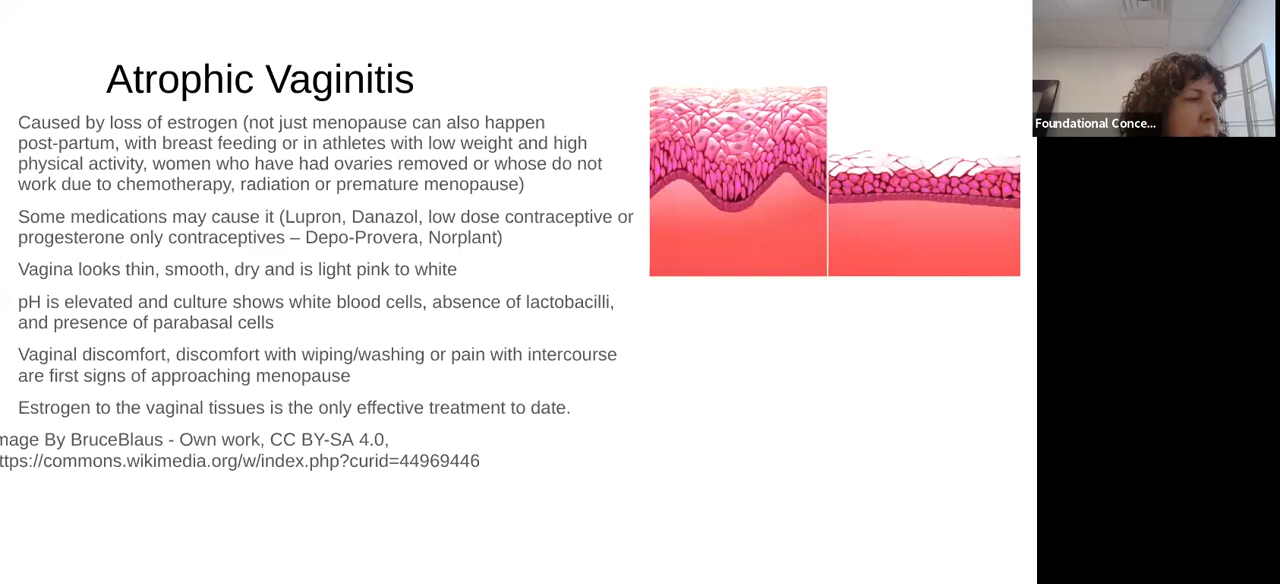 Atrophic Vaginitis
Caused by loss of estrogen (not just menopause can also happen
post-partum, with breast feeding or in athletes with low weight and high
physical activity, women who have had ovaries removed or whose do not
work due to chemotherapy, radiation or premature menopause)
Some medications may cause it (Lupron, Danazol, low dose contraceptive or
progesterone only contraceptives – Depo-Provera, Norplant)
Vagina looks thin, smooth, dry and is light pink to white
pH is elevated and culture shows white blood cells, absence of lactobacilli,
and presence of parabasal cells
Vaginal discomfort, discomfort with wiping/washing or pain with intercourse
are first signs of approaching menopause
Estrogen to the vaginal tissues is the only effective treatment to date.
mage By BruceBlaus - Own work, CC BY-SA 4.0,
ttps://commons.wikimedia.org/w/index.php?curid=44969446
Foundational Conce...